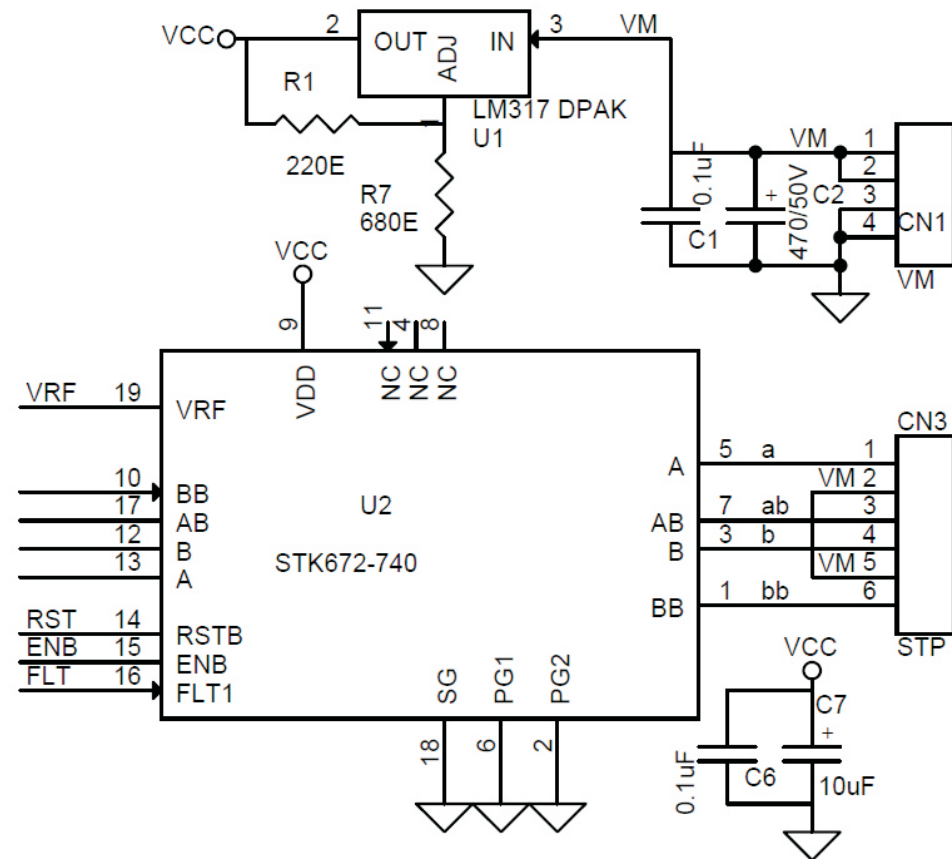 VCC 2 OUT ADJ IN 3 VM
R1
LM317 DPAK
U1
220E
R7
680E
0.1uF
C1
470/50V
+
C2
VM 1
2
3
4
CN1
VM
VCC
9 11 4 8
VDD NC NC NC
VRF 19 VRF
10 BB
17 AB
12 B
13 A
RST 14 RSTB
ENB 15 ENB
FLT 16 FLT1
U2
STK672-740
SG PG1 PG2
18 6 2
CN3
A 5 a 1
VM 2
AB 7 ab 3
B 3 b 4
VM 5
BB 1 bb 6
STP
VCC
C7
+
0.1uF
C6
10uF